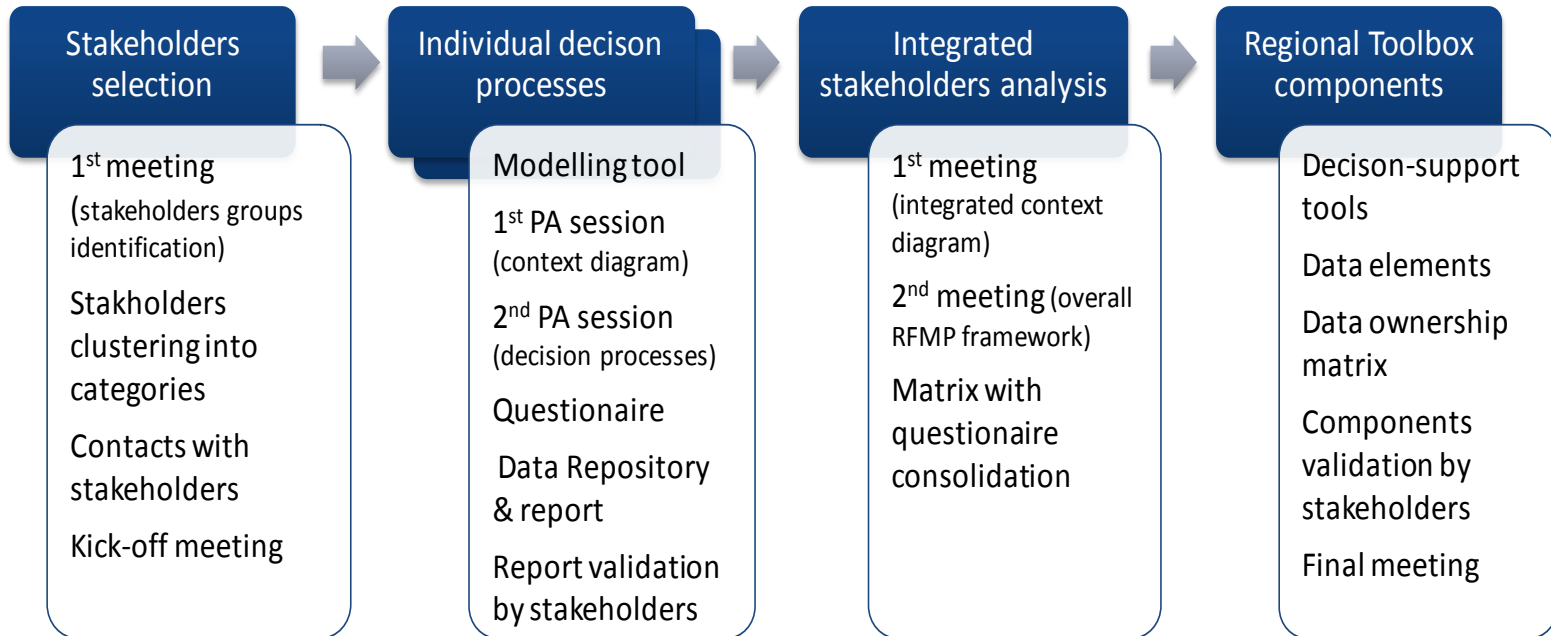 Stakeholders
selection
1st meeting
(stakeholders groups
identification)
Stakholders
clustering into
categories
Contacts with
stakeholders
Kick-off meeting
Individual decison
processes
Modelling tool
1st PA session
(context diagram)
2nd PA session
(decision processes)
Questionaire
Data Repository
& report
Report validation
by stakeholders
Integrated
stakeholders analysis
1st meeting
(integrated context
diagram)
2nd meeting (overall
RFMP framework)
Matrix with
questionaire
consolidation
Regional Toolbox
components
Decison-support
tools
Data elements
Data ownership
matrix
Components
validation by
stakeholders
Final meeting